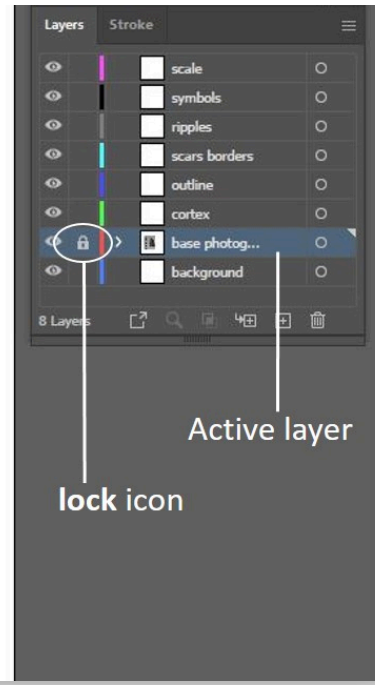 Layers Stroke
scale
symbols
ripples
scars borders
outline
cortex
base photog...
background
8 Layers
Active layer
lock icon